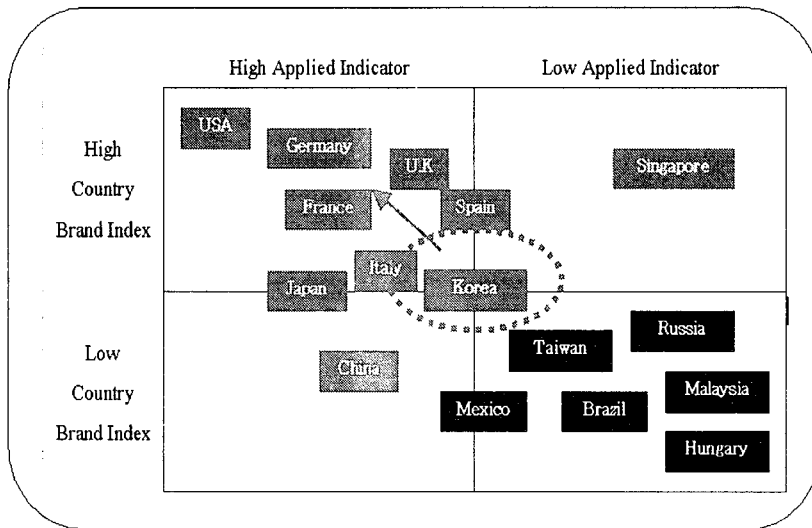 High Applied Indicator Low Applied Indicator
USA
Germany
U.K
Singapore
High
Country
Brand Index
France
Spain
Italy
Japan
Korea
Russia
Taiwan
China
Low
Country
Brand Index
Malaysia
Mexico
Brazil
Hungary